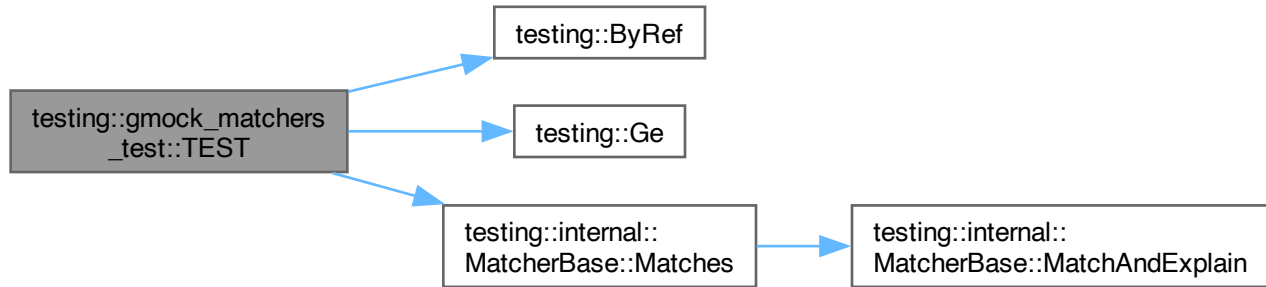 testing::ByRef
testing::gmock_matchers
_test::TEST
testing::Ge
testing::internal::
MatcherBase::Matches
testing::internal::
MatcherBase::MatchAndExplain